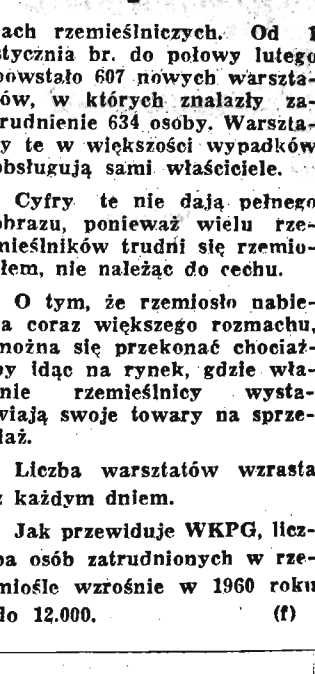 ach rzemieślniczych. Od 1
stycznia br. do połowy lutego
powstało 607 nowych warszta-
ów, w których znalazły za-
rudnienie 634 osoby. Warszta-
y te w większości wypadków
obsługują sami właściciele.
Cyfry te nie dają pełnego
obrazu, ponieważ wielu rze-
mieślników trudni się rzemio-
łem, nie należąc do cechu.
O tym, że rzemiosło nabie-
a coraz większego rozmachu,
można się przekonać chociaż-
by idąc na rynek, gdzie wła-
nie rzemieślnicy wysta-
wiają swoje towary na sprze-
daż.
Liczba warsztatów wzrasta
z każdym dniem.
Jak przewiduje WKPG, licz-
ba osób zatrudnionych w rze-
miośle wzrośnie w 1960 roku
do 12.000. (f)